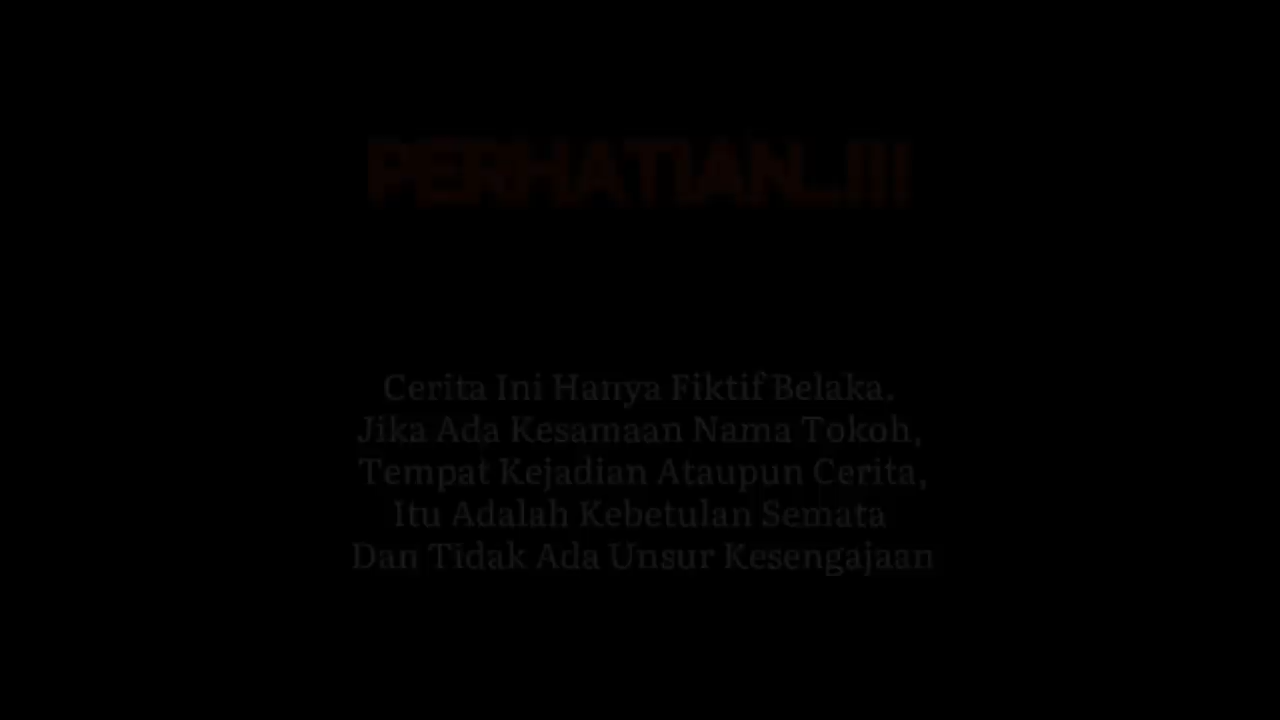 PERHATIAN...!!!
Cerita Ini Hanya Fiktif Belaka.
Jika Ada Kesamaan Nama Tokoh,
Tempat Kejadian Ataupun Cerita,
Itu Adalah Kebetulan Semata
Dan Tidak Ada Unsur Kesengajaan